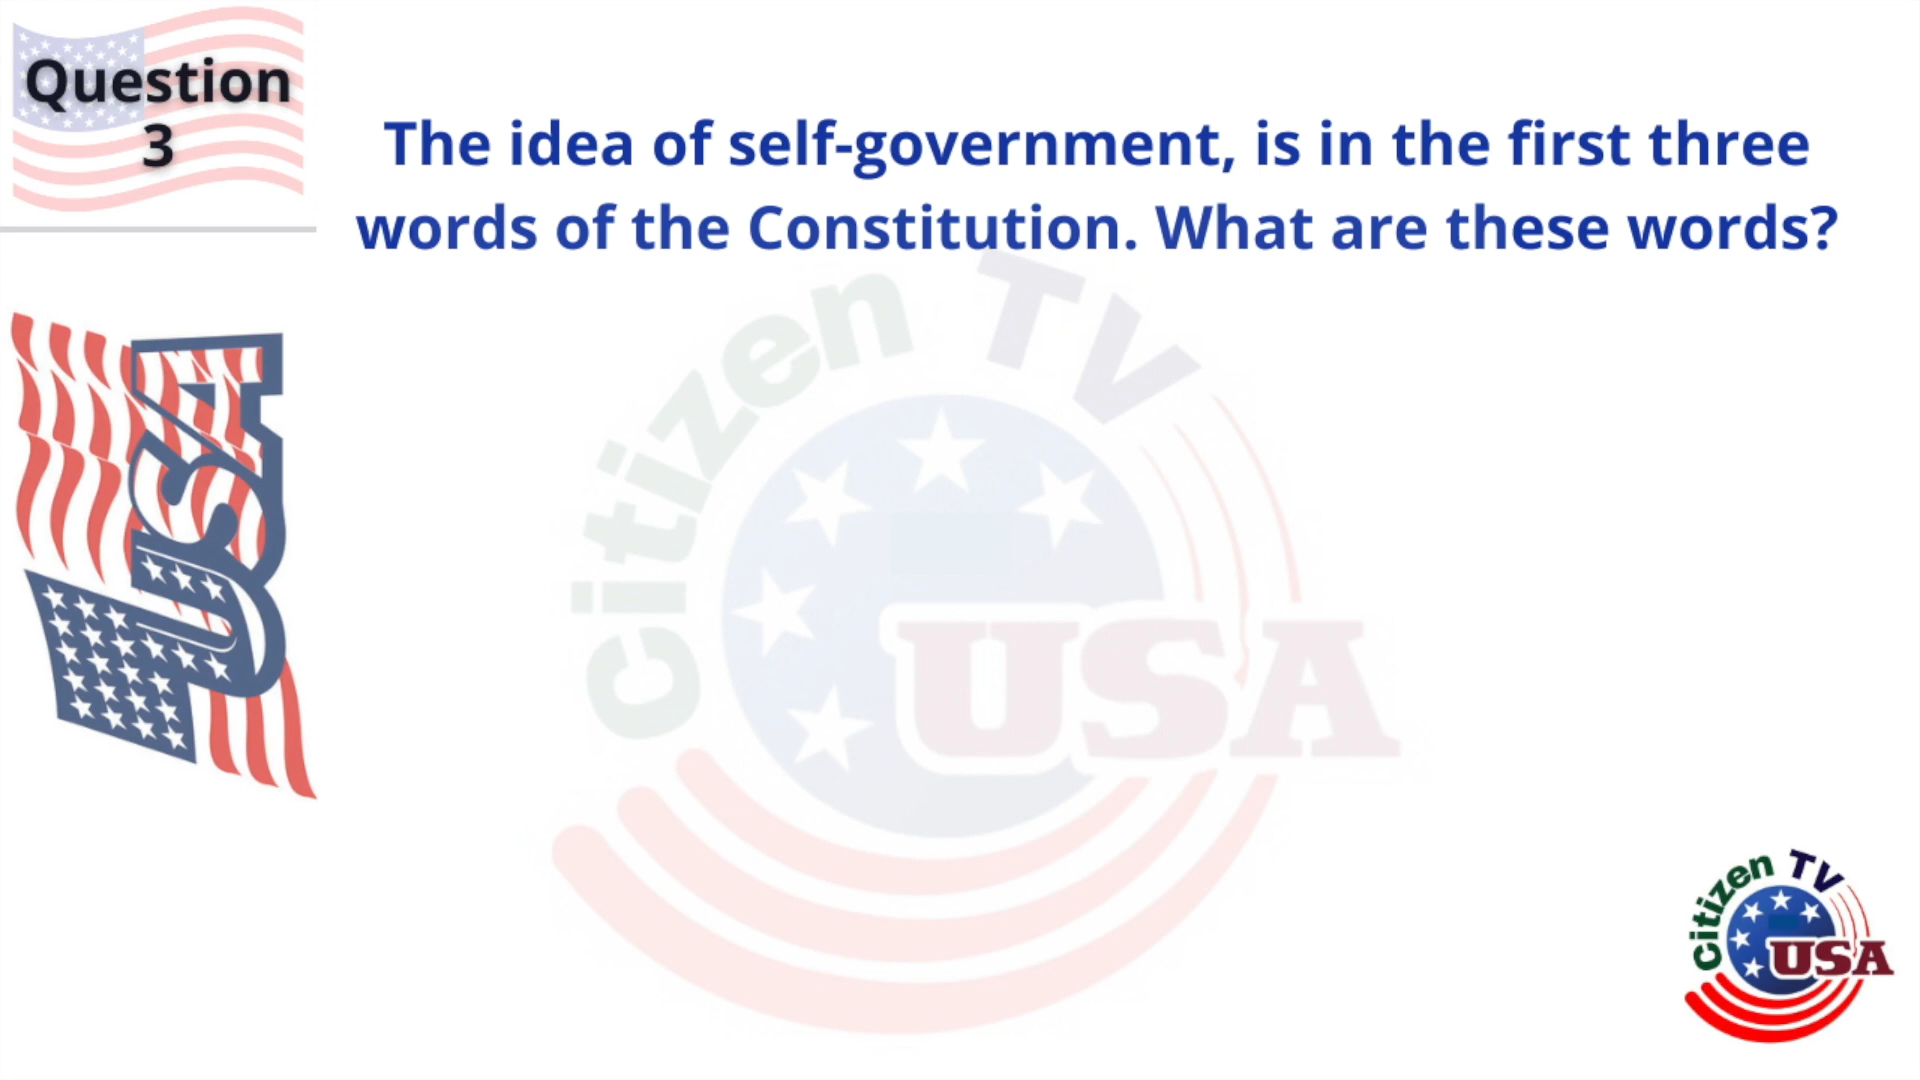 Question
3
The idea of self-government, is in the first three
words of the Constitution. What are these words?
USA
Citizen TV
USA
Citizen TV
USA